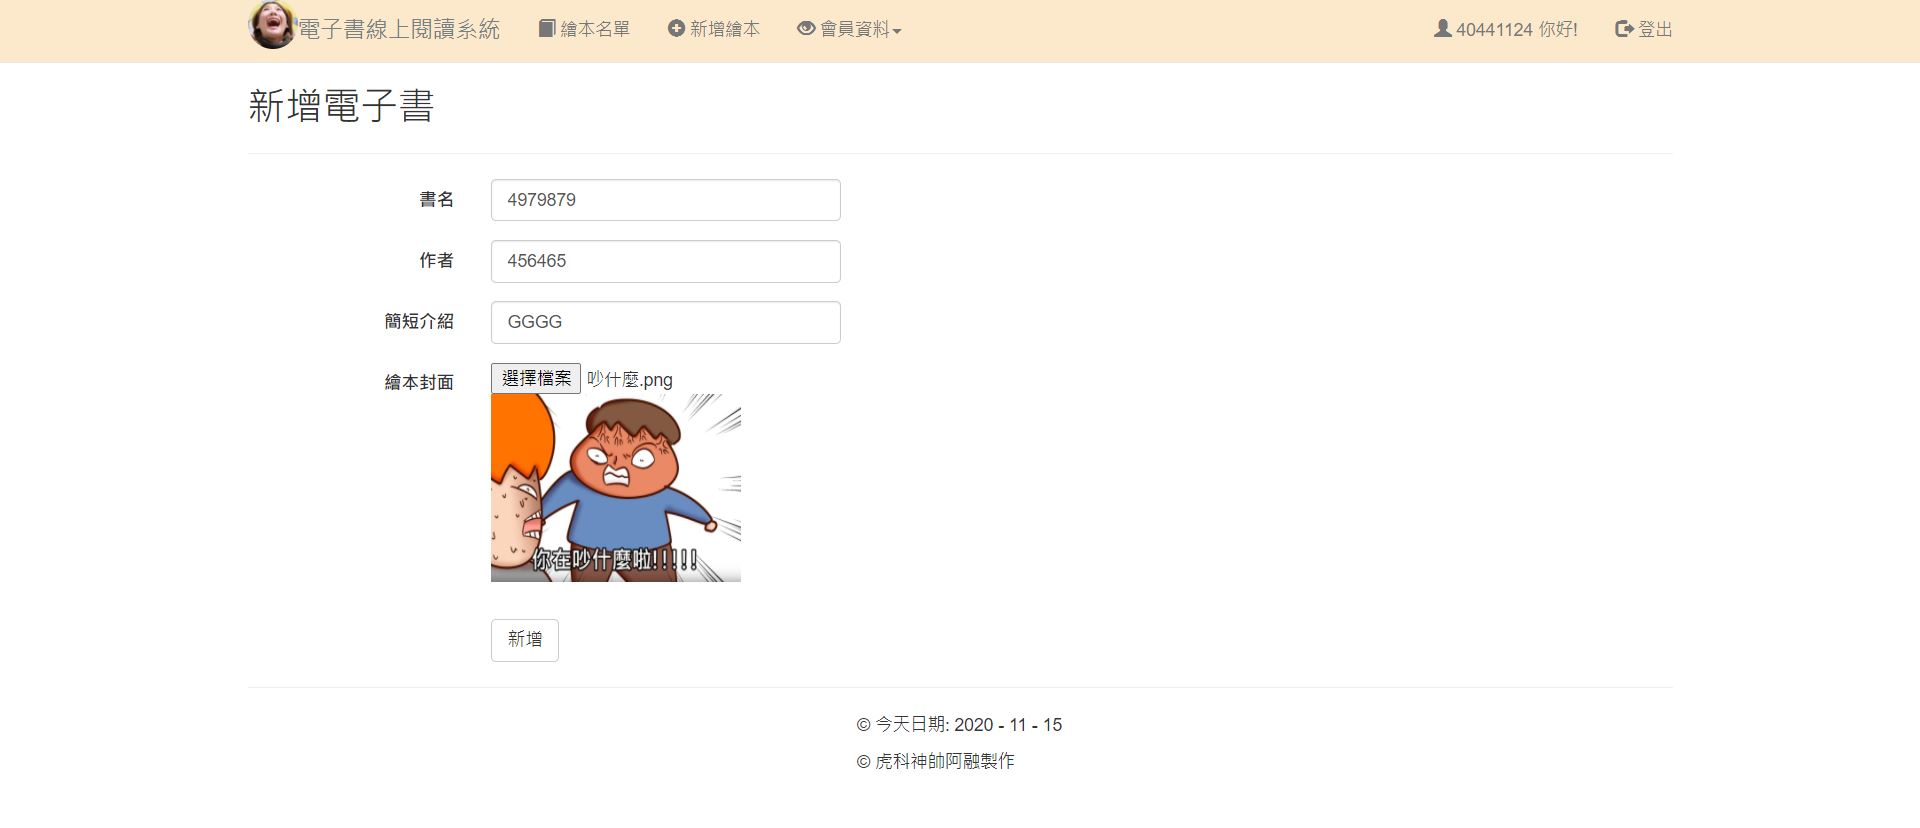 電子書線上閱讀系統 繪本名單 新增繪本 會員資料 40441124 你好! 登出
新增電子書
書名 4979879
作者 456465
簡短介紹 GGGG
繪本封面 選擇檔案 吵什麼.png
你在吵什麼啦!!!!!
新增
© 今天日期: 2020 - 11 - 15
© 虎科神帥阿融製作